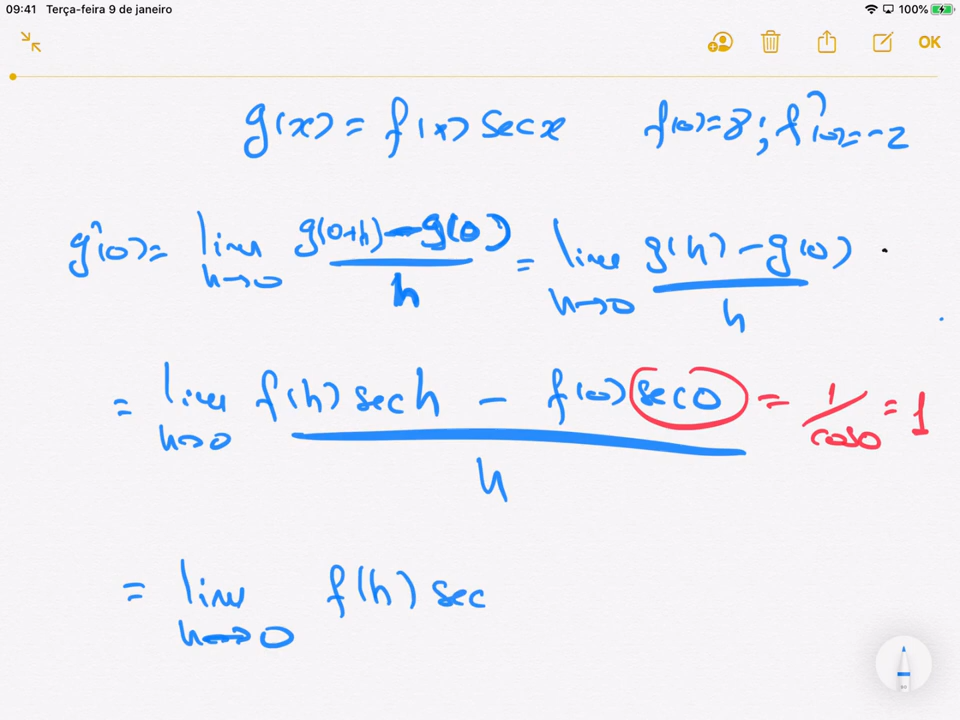 09:41 Terça-feira 9 de janeiro 100%
OK
g(x) = f(x) sec x f(0)=8; f'(0)=-2
g'(0)= lim h→0 g(0+h) - g(0) / h = lim h→0 g(h) - g(0) / h
= lim h→0 f(h) sec h - f(0) sec 0 / h = 1/cos 0 = 1
= lim h→0 f(h) sec